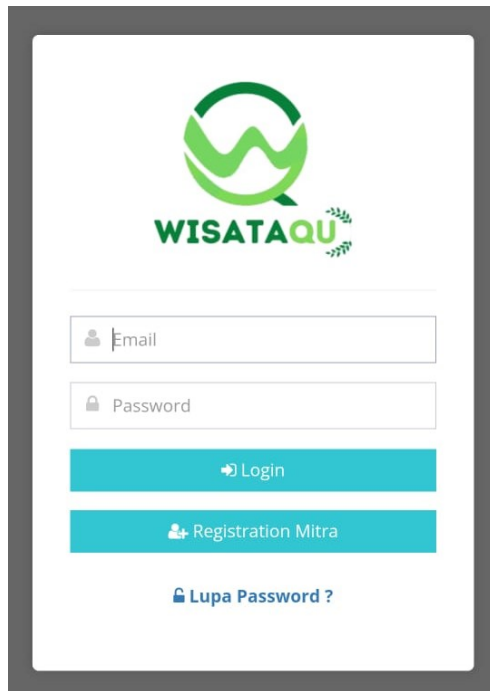 WISATAQU
Email
Password
Login
Registration Mitra
Lupa Password ?